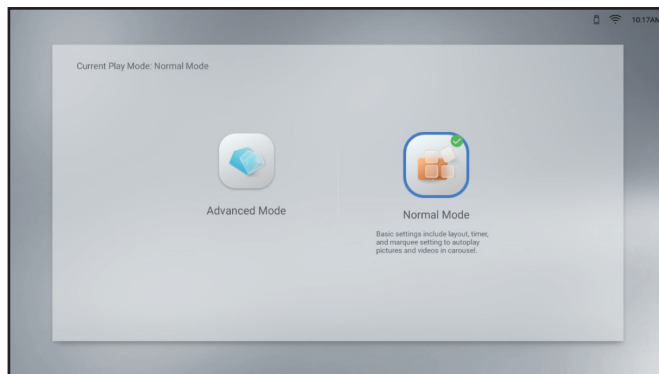 10:17AM
Current Play Mode: Normal Mode
Advanced Mode
Normal Mode
Basic settings include layout, timer,
and marquee setting to autoplay
pictures and videos in carousel.